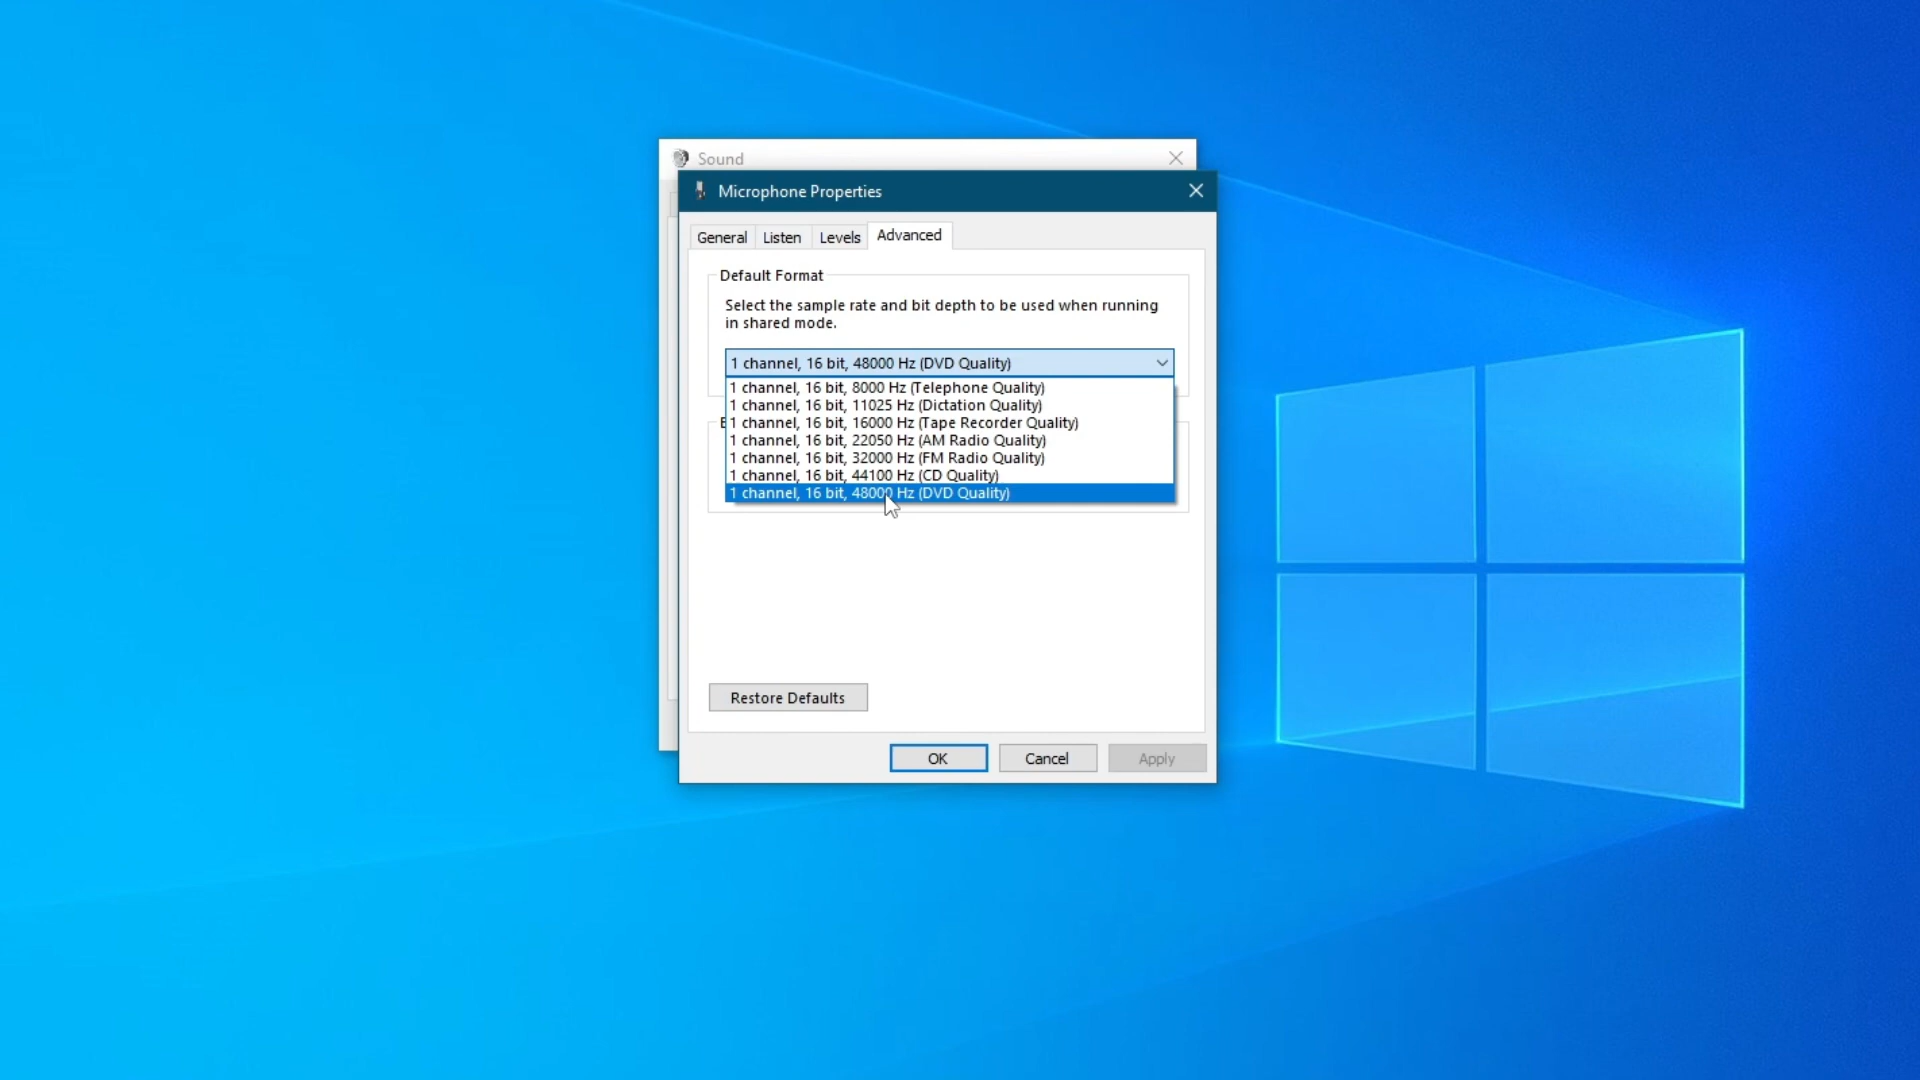 Sound
Microphone Properties
General Listen Levels Advanced
Default Format
Select the sample rate and bit depth to be used when running
in shared mode.
1 channel, 16 bit, 48000 Hz (DVD Quality)
1 channel, 16 bit, 8000 Hz (Telephone Quality)
1 channel, 16 bit, 11025 Hz (Dictation Quality)
1 channel, 16 bit, 16000 Hz (Tape Recorder Quality)
1 channel, 16 bit, 22050 Hz (AM Radio Quality)
1 channel, 16 bit, 32000 Hz (FM Radio Quality)
1 channel, 16 bit, 44100 Hz (CD Quality)
1 channel, 16 bit, 48000 Hz (DVD Quality)
Restore Defaults
OK Cancel Apply